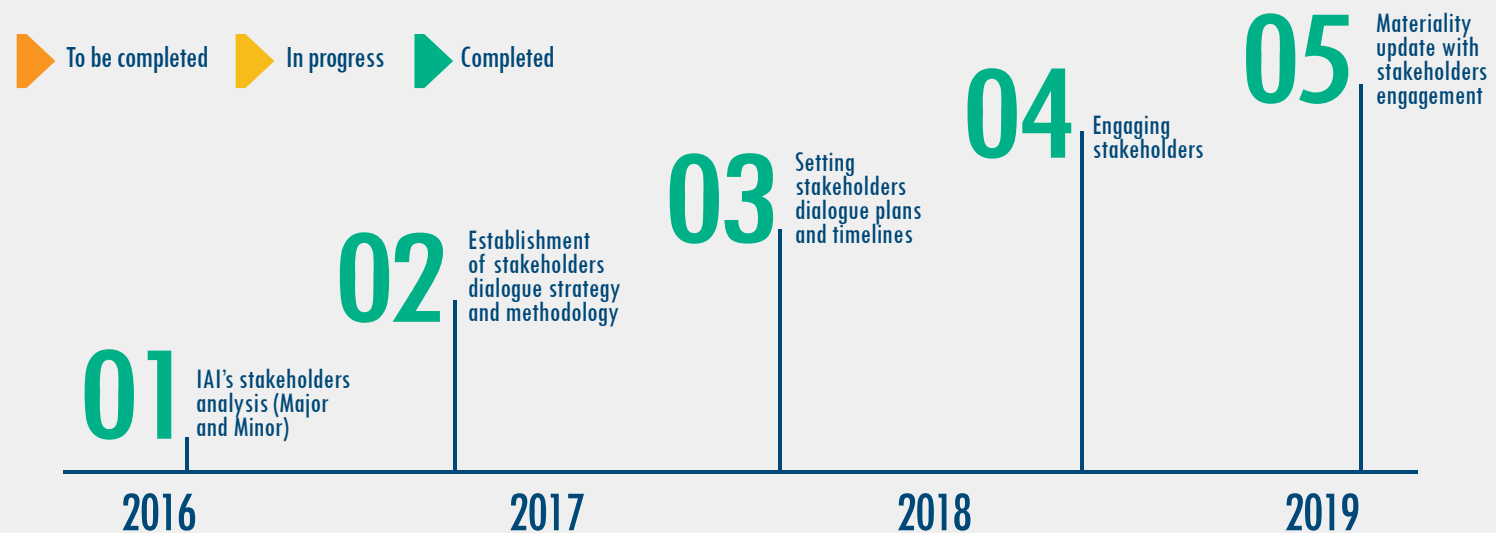 To be completed
In progress
Completed
01
IAI's stakeholders
analysis (Major
and Minor)
02
Establishment
of stakeholders
dialogue strategy
and methodology
03
Setting
stakeholders
dialogue plans
and timelines
04
Engaging
stakeholders
05
Materiality
update with
stakeholders
engagement
2016
2017
2018
2019